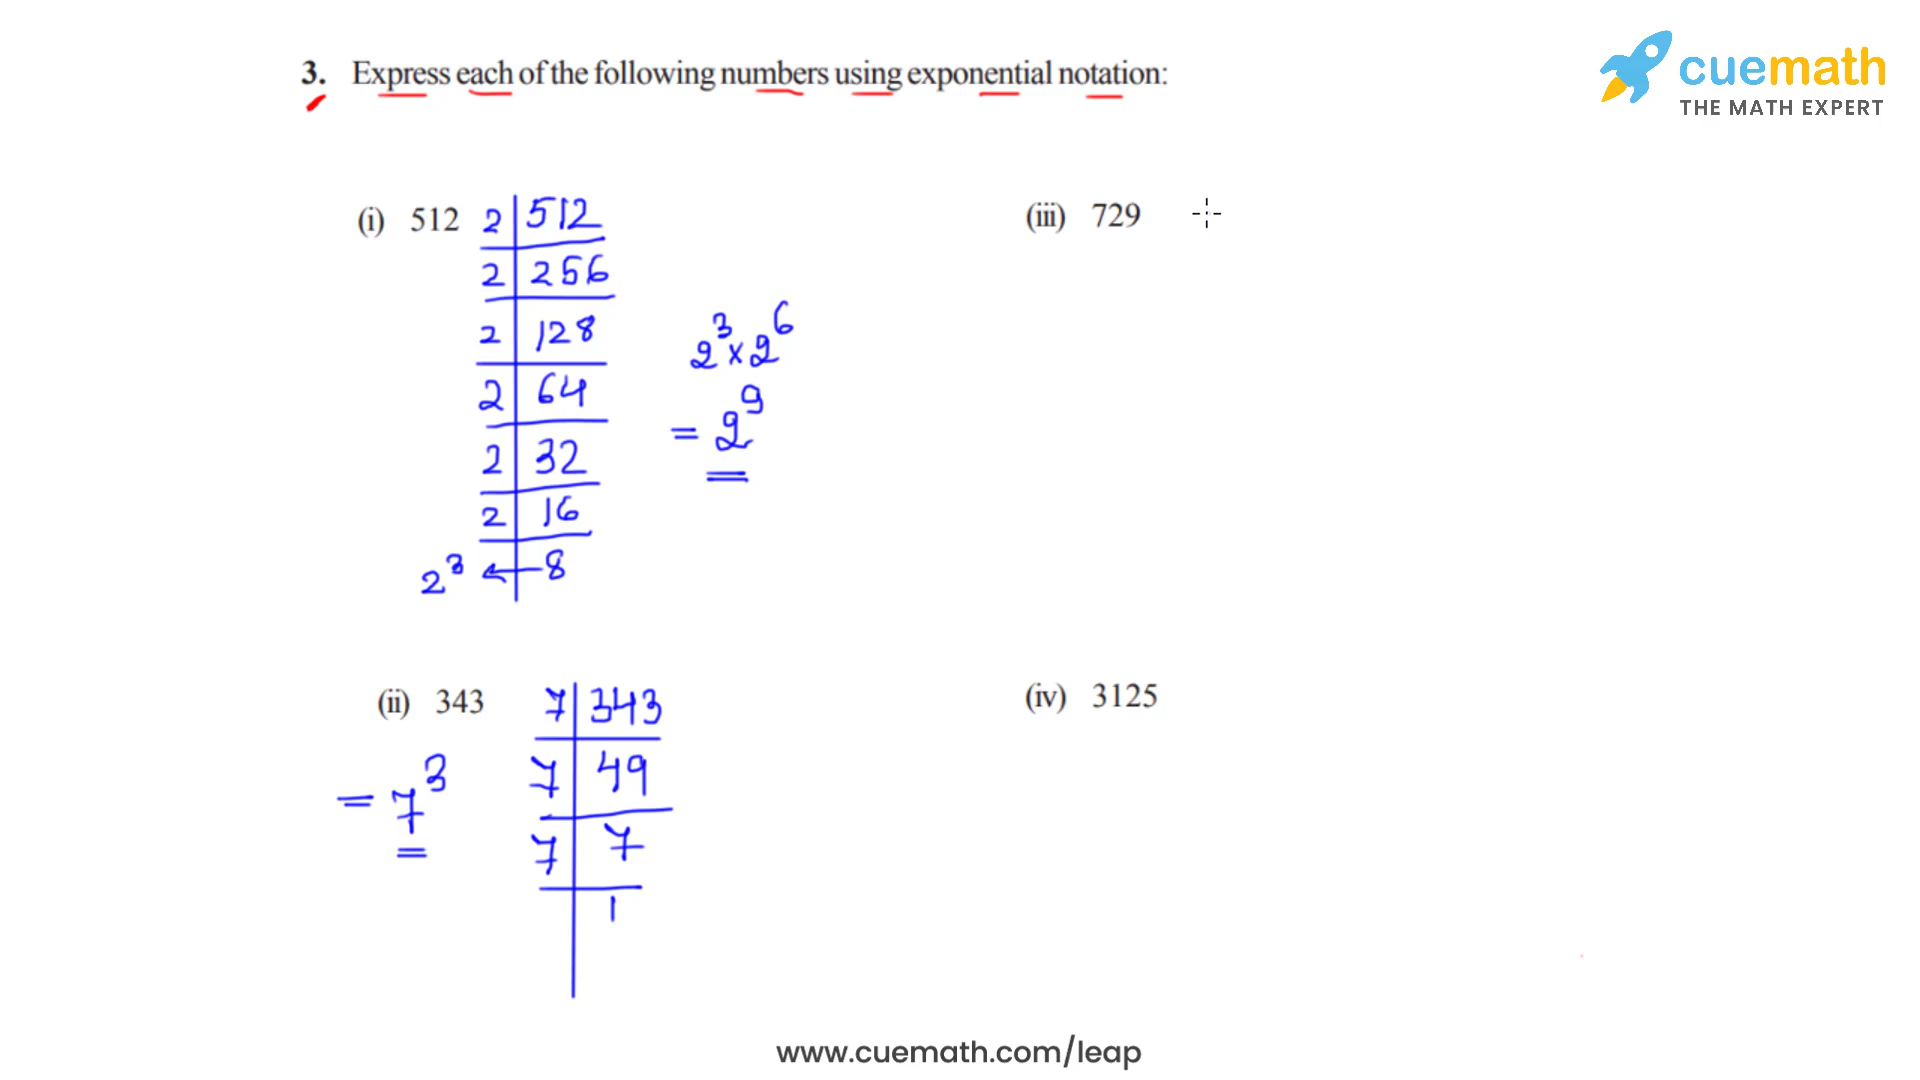 3. Express each of the following numbers using exponential notation:
cuemath
THE MATH EXPERT
(i) 512
2 | 512
2 | 256
2 | 128
2 | 64
2 | 32
2 | 16
2³ ← 8
2³ × 2⁶
= 2⁹
(iii) 729
(ii) 343
7 | 343
7 | 49
7 | 7
1
= 7³
(iv) 3125
www.cuemath.com/leap